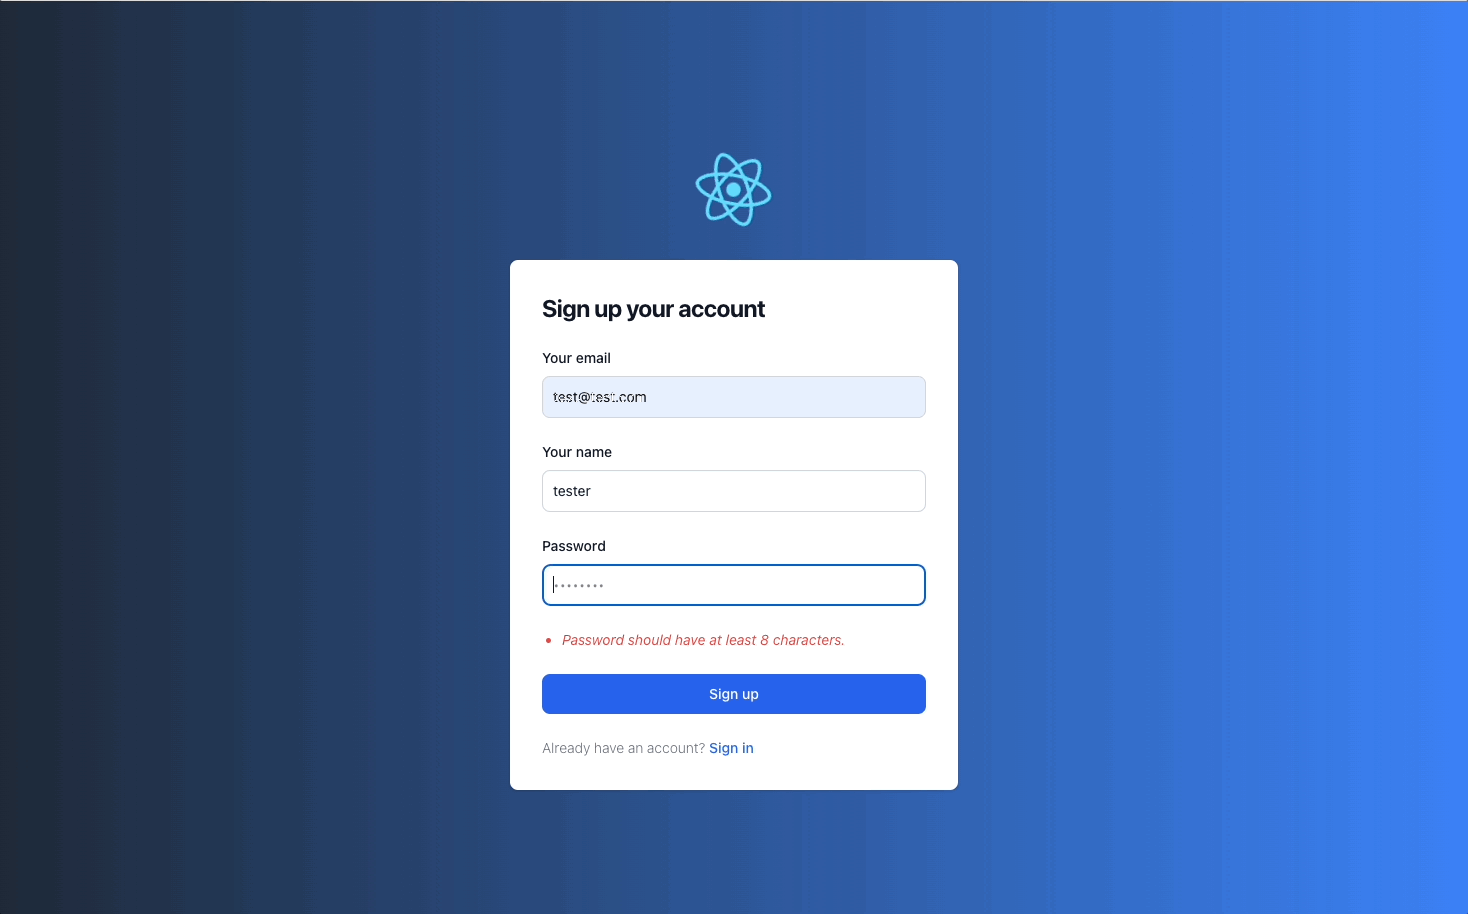 Sign up your account
Your email
test@test.com
Your name
tester
Password
••••••••
• Password should have at least 8 characters.
Sign up
Already have an account? Sign in